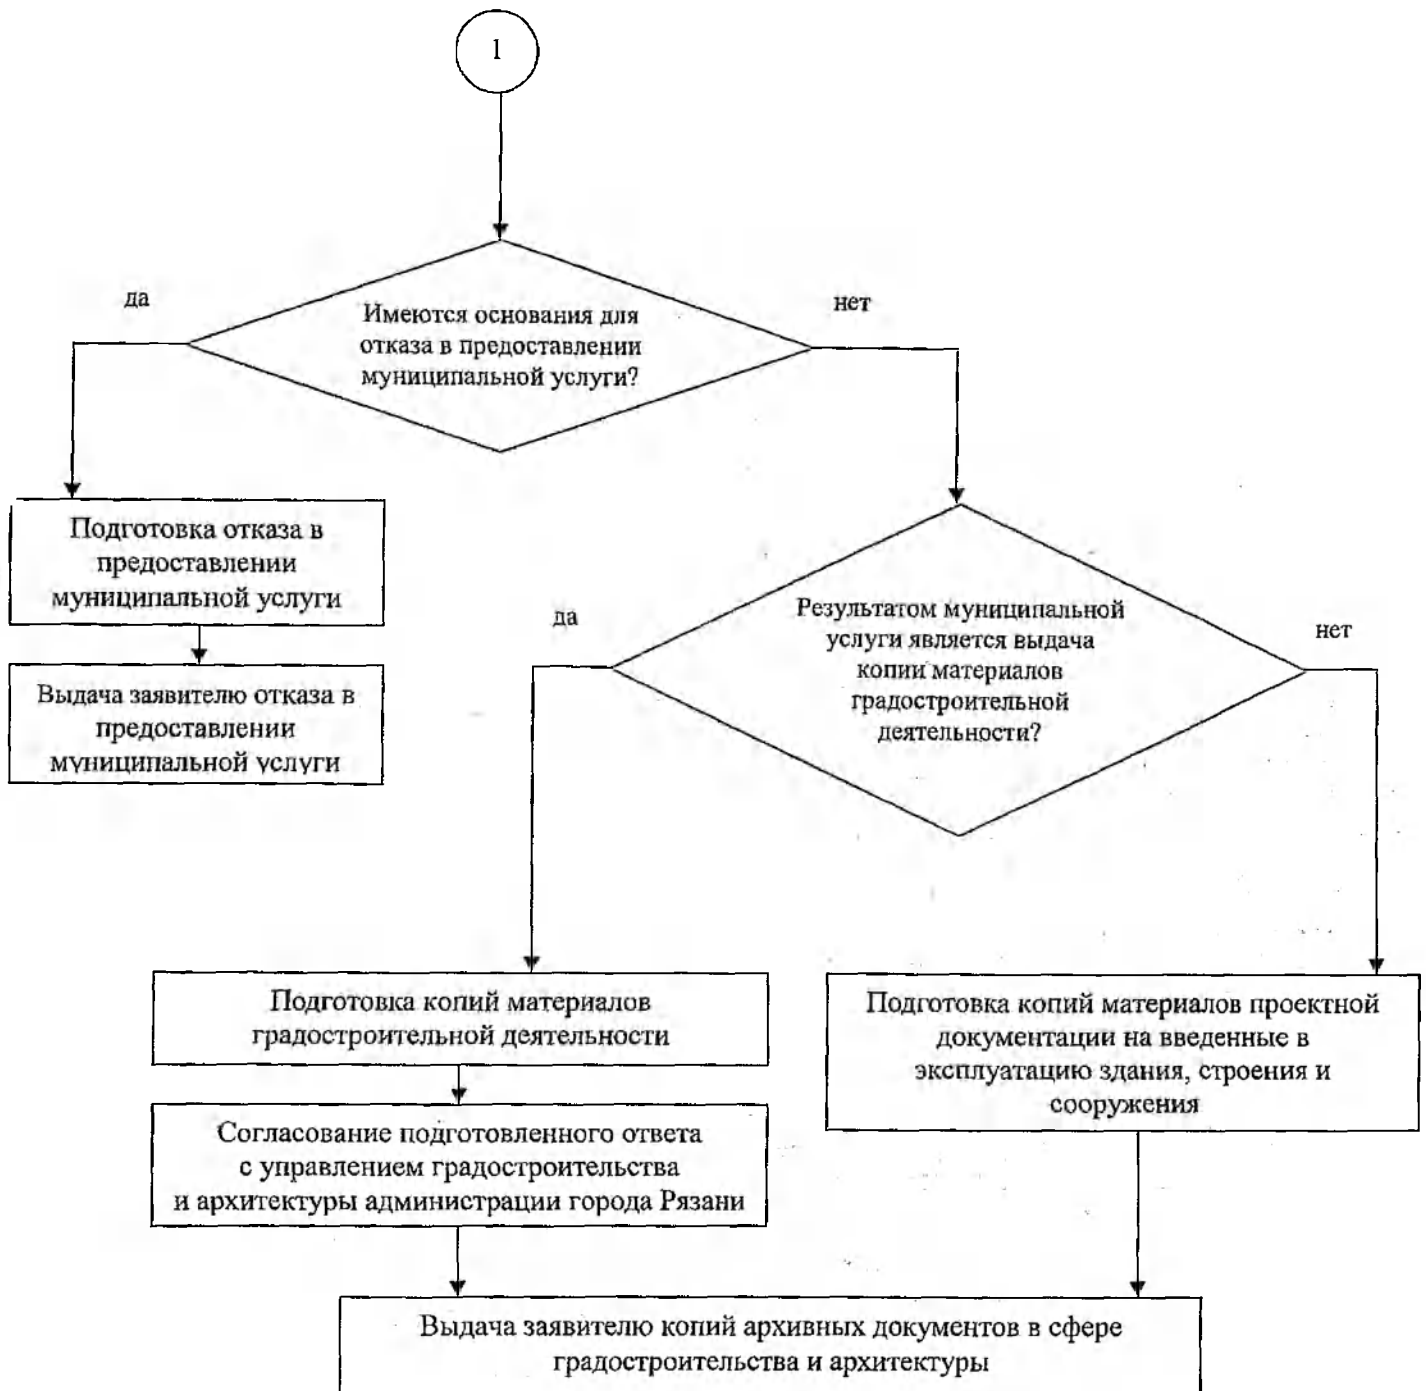 1
да
нет
Имеются основания для
отказа в предоставлении
муниципальной услуги?
Подготовка отказа в
предоставлении
муниципальной услуги
Выдача заявителю отказа в
предоставлении
муниципальной услуги
да
нет
Результатом муниципальной
услуги является выдача
копии материалов
градостроительной
деятельности?
Подготовка копий материалов
градостроительной деятельности
Подготовка копий материалов проектной
документации на введенные в
эксплуатацию здания, строения и
сооружения
Согласование подготовленного ответа
с управлением градостроительства
и архитектуры администрации города Рязани
Выдача заявителю копий архивных документов в сфере
градостроительства и архитектуры